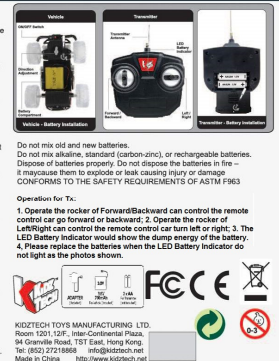 Vehicle
Transmitter
ON/OFF Switch
Transmitter
Antenna
LED
Battery
Indicator
Direction
Adjustment
Battery
Compartment
Forward/
Backward
Left/
Right
Vehicle - Battery Installation
Transmitter - Battery Installation
Do not mix old and new batteries.
Do not mix alkaline, standard (carbon-zinc), or rechargeable batteries.
Dispose of batteries properly. Do not dispose the batteries in fire –
it maycause them to explode or leak causing injury or damage
CONFORMS TO THE SAFETY REQUIREMENTS OF ASTM F963
Operation for Tx:
1. Operate the rocker of Forward/Backward can control the remote
control car go forward or backward; 2. Operate the rocker of
Left/Right can control the remote control car turn left or right; 3. The
LED Battery Indicator would show the dump energy of the battery.
4, Please replace the batteries when the LED Battery Indicator do
not light as the photos shown.
ADAPTER
2 x AA
FCC
CE
0-3
KIDZTECH TOYS MANUFACTURING LTD.
Room 1201,12/F., Inter-Continental Plaza,
94 Granville Road, TST East, Hong Kong.
Tel: (852) 27218868 info@kidztech.net
Made in China http://www.kidztech.net